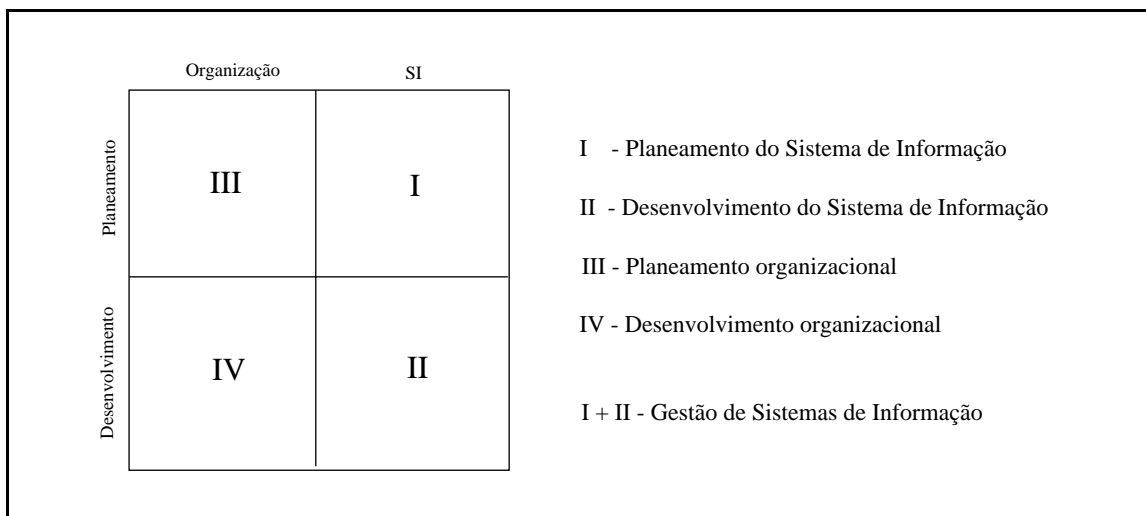 Organização SI
Planeamento
III I
Desenvolvimento
IV II
I - Planeamento do Sistema de Informação
II - Desenvolvimento do Sistema de Informação
III - Planeamento organizacional
IV - Desenvolvimento organizacional
I + II - Gestão de Sistemas de Informação